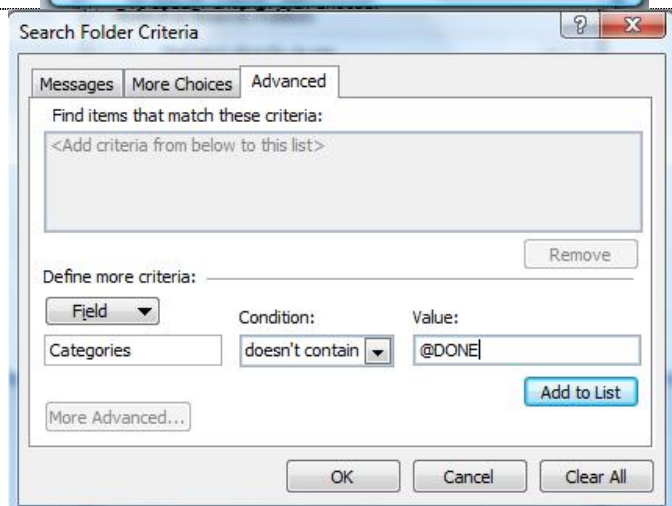 Search Folder Criteria
Messages More Choices Advanced
Find items that match these criteria:
<Add criteria from below to this list>
Remove
Define more criteria:
Field
Condition:
Value:
Categories
doesn't contain
@DONE
Add to List
More Advanced...
OK Cancel Clear All